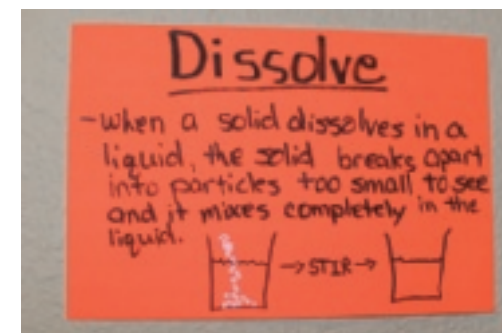 Dissolve
-When a solid dissolves in a
liquid, the solid breaks apart
into particles too small to see
and it mixes completely in the
liquid.
→STIR→